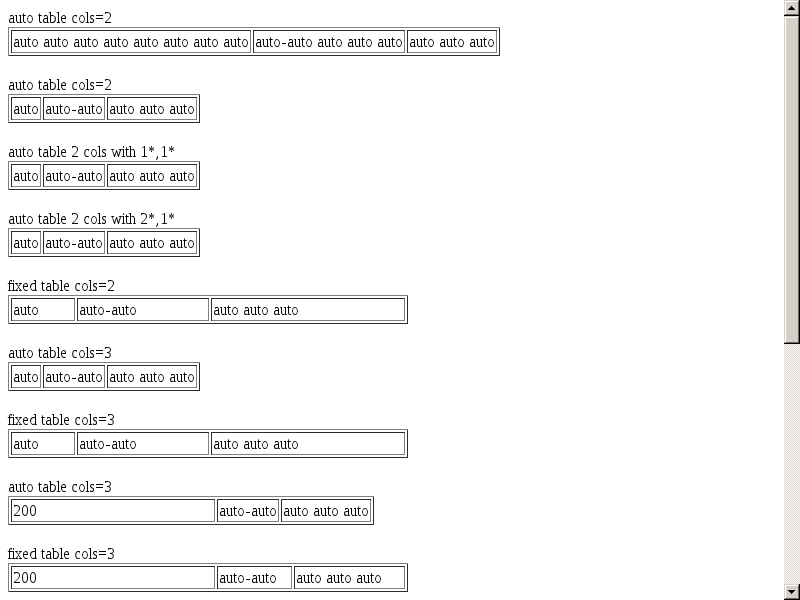 auto table cols=2
auto auto auto auto auto auto auto auto auto-auto auto auto auto auto auto auto
auto table cols=2
auto auto-auto auto auto auto
auto table 2 cols with 1*,1*
auto auto-auto auto auto auto
auto table 2 cols with 2*,1*
auto auto-auto auto auto auto
fixed table cols=2
auto auto-auto auto auto auto
auto table cols=3
auto auto-auto auto auto auto
fixed table cols=3
auto auto-auto auto auto auto
auto table cols=3
200 auto-auto auto auto auto
fixed table cols=3
200 auto-auto auto auto auto